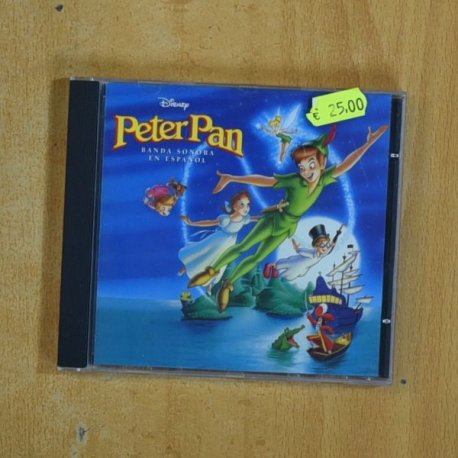 Disney
Peter Pan
BANDA SONORA
EN ESPAÑOL
€ 25,00